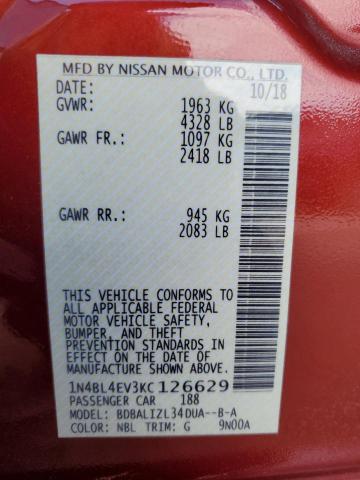 MFD BY NISSAN MOTOR CO., LTD.
DATE: 10/18
GVWR: 1963 KG
4328 LB
GAWR FR.: 1097 KG
2418 LB
GAWR RR.: 945 KG
2083 LB
THIS VEHICLE CONFORMS TO
ALL APPLICABLE FEDERAL
MOTOR VEHICLE SAFETY,
BUMPER, AND THEFT
PREVENTION STANDARDS
IN EFFECT ON THE DATE OF
MANUFACTURE SHOWN ABOVE.
1N4BL4EV3KC126629
PASSENGER CAR 188
MODEL: BDBALIZL34DUA--B-A
COLOR: NBL TRIM: G 9N00A